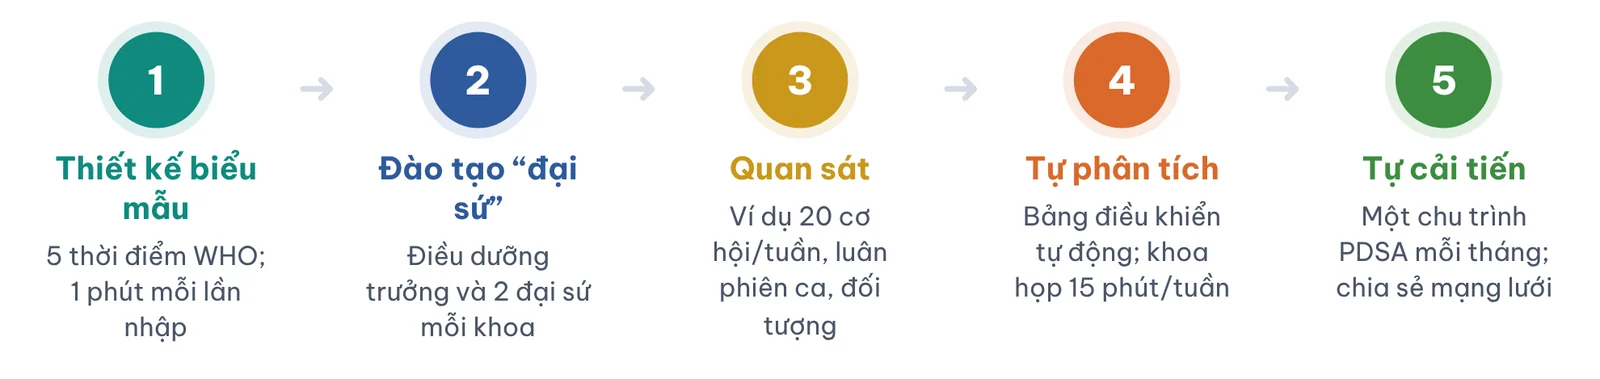 1
Thiết kế biểu
mẫu
5 thời điểm WHO;
1 phút mỗi lần
nhập
2
Đào tạo “đại
sứ”
Điều dưỡng
trưởng và 2 đại sứ
mỗi khoa
3
Quan sát
Ví dụ 20 cơ
hội/tuần, luân
phiên ca, đối
tượng
4
Tự phân tích
Bảng điều khiển
tự động; khoa
họp 15 phút/tuần
5
Tự cải tiến
Một chu trình
PDSA mỗi tháng;
chia sẻ mạng lưới